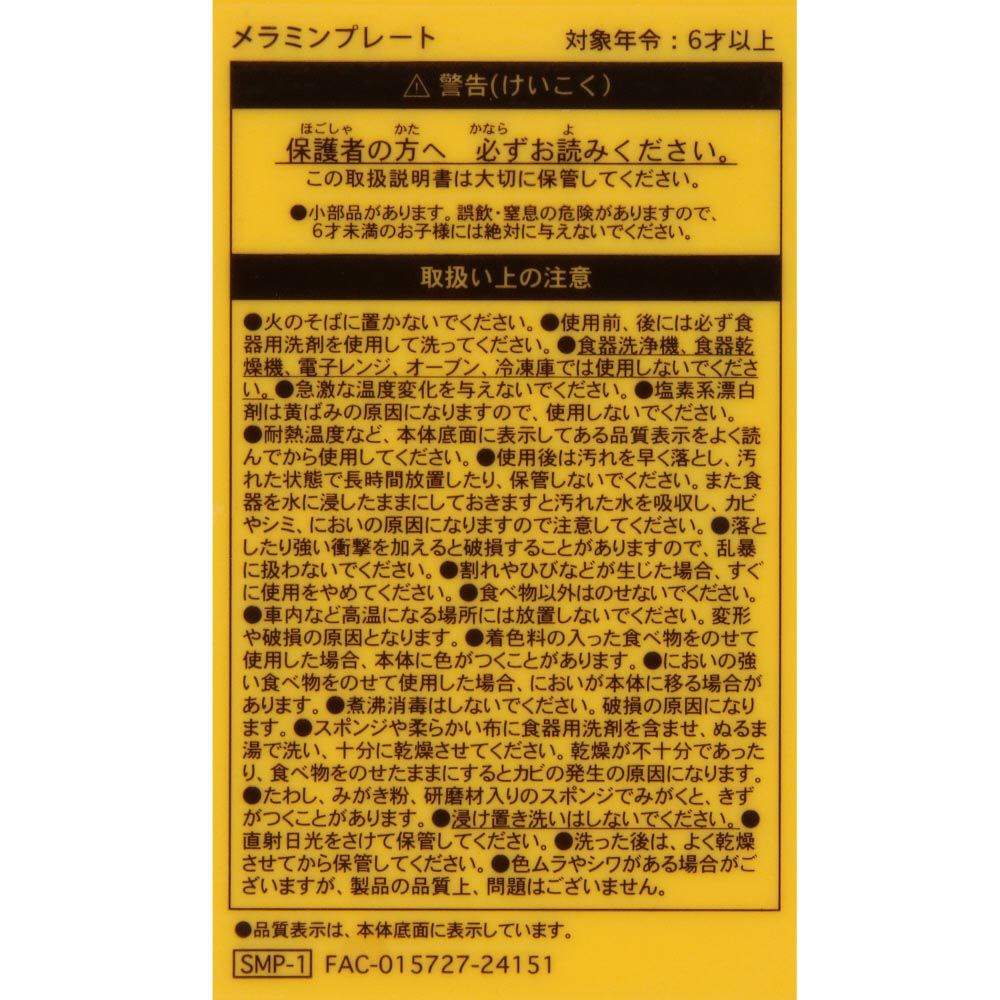 メラミンプレート 対象年令：6才以上
⚠ 警告(けいこく)
ほごしゃ かた かなら よ
保護者の方へ 必ずお読みください。
この取扱説明書は大切に保管してください。
●小部品があります。誤飲・窒息の危険がありますので、
6才未満のお子様には絶対に与えないでください。
取扱い上の注意
●火のそばに置かないでください。●使用前、後には必ず食
器用洗剤を使用して洗ってください。●食器洗浄機、食器乾
燥機、電子レンジ、オーブン、冷凍庫では使用しないでくださ
い。●急激な温度変化を与えないでください。●塩素系漂白
剤は黄ばみの原因になりますので、使用しないでください。
●耐熱温度など、本体底面に表示してある品質表示をよく読
んでから使用してください。●使用後は汚れを早く落とし、汚
れた状態で長時間放置したり、保管しないでください。また食
器を水に浸したままにしておきますと汚れた水を吸収し、カビ
やシミ、においの原因になりますので注意してください。●落と
したり強い衝撃を加えると破損することがありますので、乱暴
に扱わないでください。●割れやひびなどが生じた場合、すぐ
に使用をやめてください。●食べ物以外はのせないでください。
●車内など高温になる場所には放置しないでください。変形
や破損の原因となります。●着色料の入った食べ物をのせて
使用した場合、本体に色がつくことがあります。●においの強
い食べ物をのせて使用した場合、においが本体に移る場合が
あります。●煮沸消毒はしないでください。破損の原因になり
ます。●スポンジや柔らかい布に食器用洗剤を含ませ、ぬるま
湯で洗い、十分に乾燥させてください。乾燥が不十分であった
り、食べ物をのせたままにするとカビの発生の原因になります。
●たわし、みがき粉、研磨材入りのスポンジでみがくと、きず
がつくことがあります。●浸け置き洗いはしないでください。●
直射日光をさけて保管してください。●洗った後は、よく乾燥
させてから保管してください。●色ムラやシワがある場合がご
ざいますが、製品の品質上、問題はございません。
●品質表示は、本体底面に表示しています。
SMP-1 FAC-015727-24151